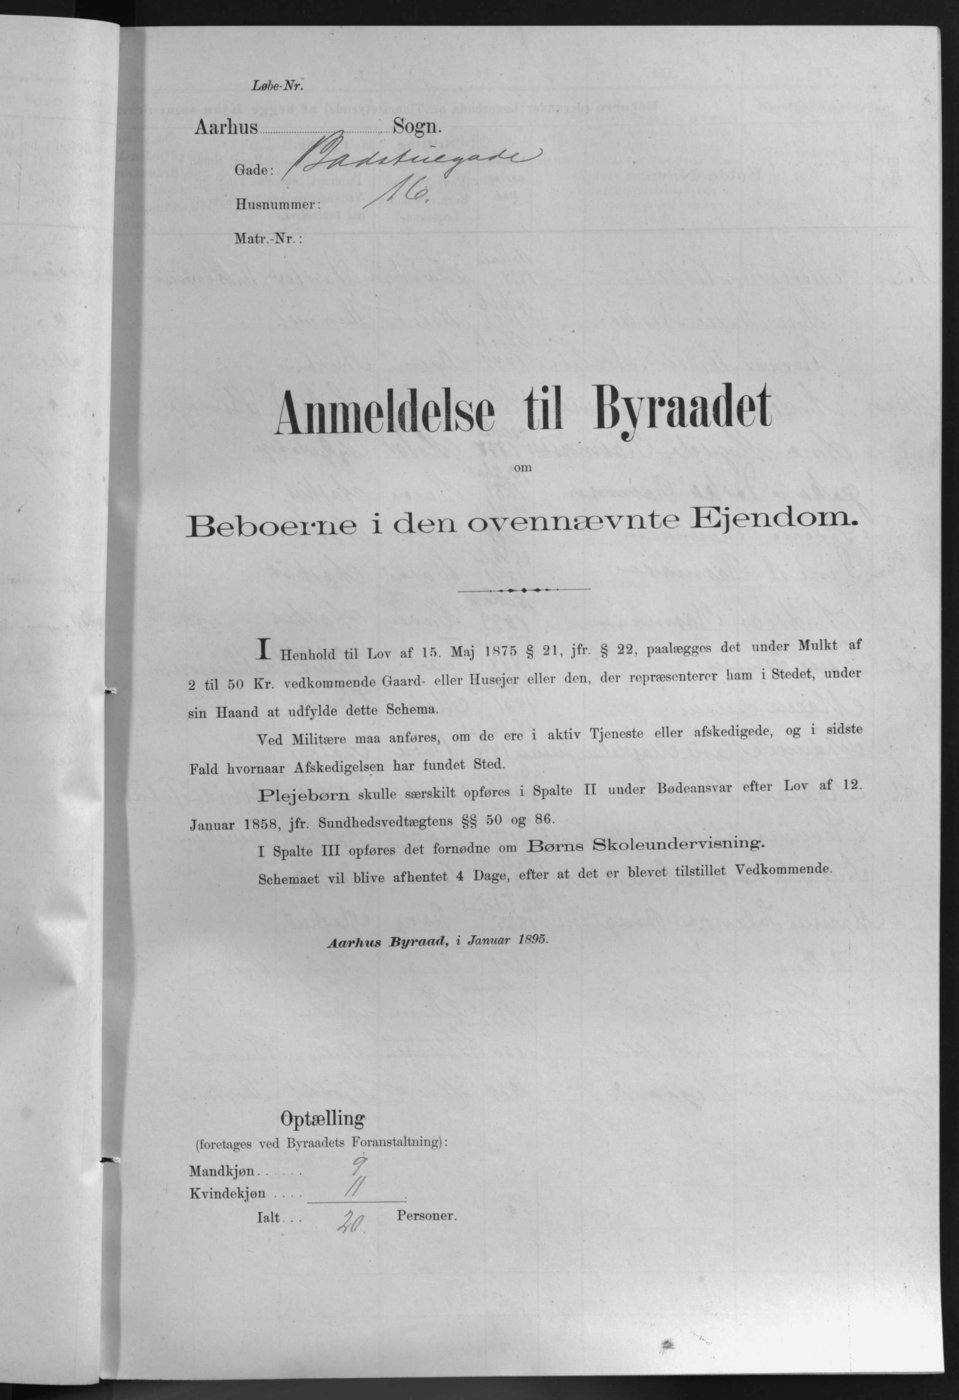 Løbe-Nr.
Aarhus Sogn.
Gade: Badstuegade
Husnummer: 16.
Matr.-Nr.:
Anmeldelse til Byraadet
om
Beboerne i den ovennævnte Ejendom.
I Henhold til Lov af 15. Maj 1875 § 21, jfr. § 22, paalægges det under Mulkt af
2 til 50 Kr. vedkommende Gaard- eller Husejer eller den, der repræsenterer ham i Stedet, under
sin Haand at udfylde dette Schema.
Ved Militære maa anføres, om de ere i aktiv Tjeneste eller afskedigede, og i sidste
Fald hvornaar Afskedigelsen har fundet Sted.
Plejebørn skulle særskilt opføres i Spalte II under Bødeansvar efter Lov af 12.
Januar 1858, jfr. Sundhedsvedtægtens §§ 50 og 86.
I Spalte III opføres det fornødne om Børns Skoleundervisning.
Schemaet vil blive afhentet 4 Dage, efter at det er blevet tilstillet Vedkommende.
Aarhus Byraad, i Januar 1895.
Optælling
(foretages ved Byraadets Foranstaltning):
Mandkjøn. . . . . . 9
Kvindekjøn . . . . 11
Ialt . . . 20. Personer.